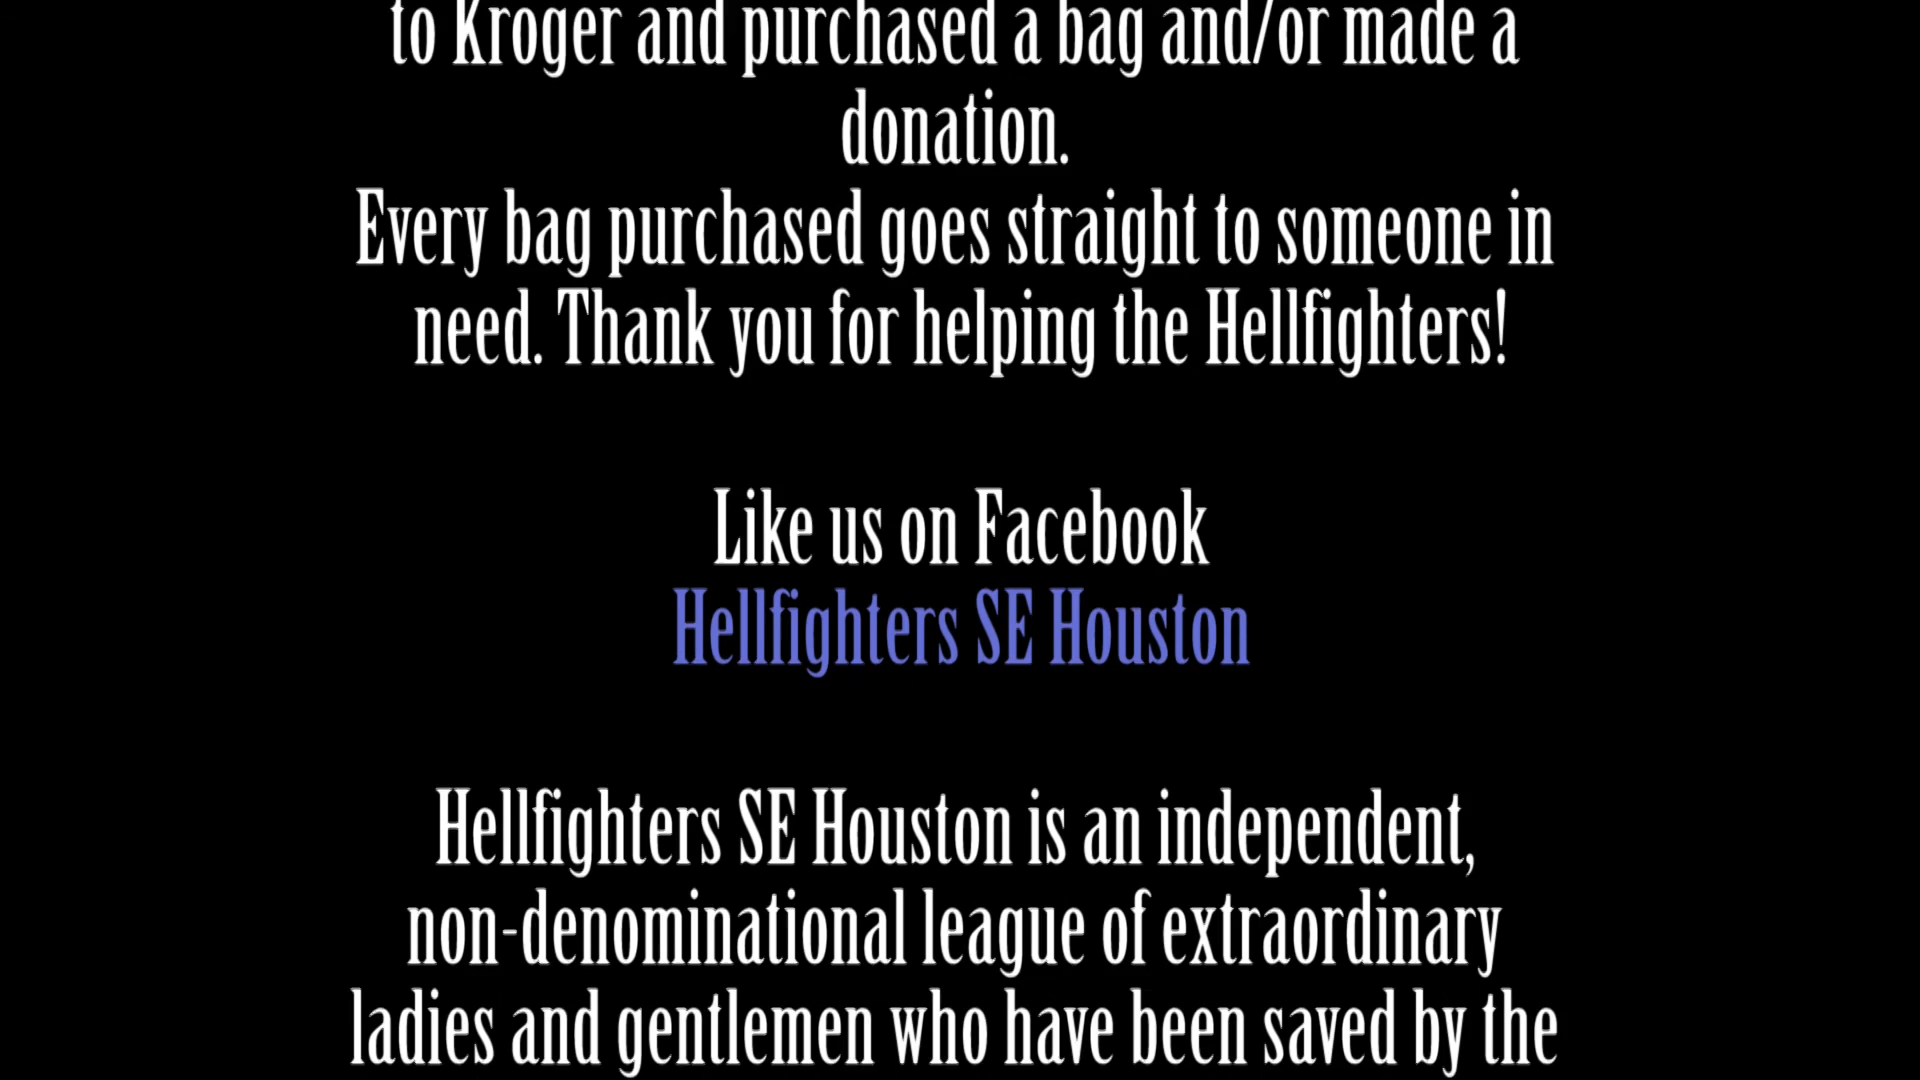 to Kroger and purchased a bag and/or made a
donation.
Every bag purchased goes straight to someone in
need. Thank you for helping the Hellfighters!
Like us on Facebook
Hellfighters SE Houston
Hellfighters SE Houston is an independent,
non-denominational league of extraordinary
ladies and gentlemen who have been saved by the